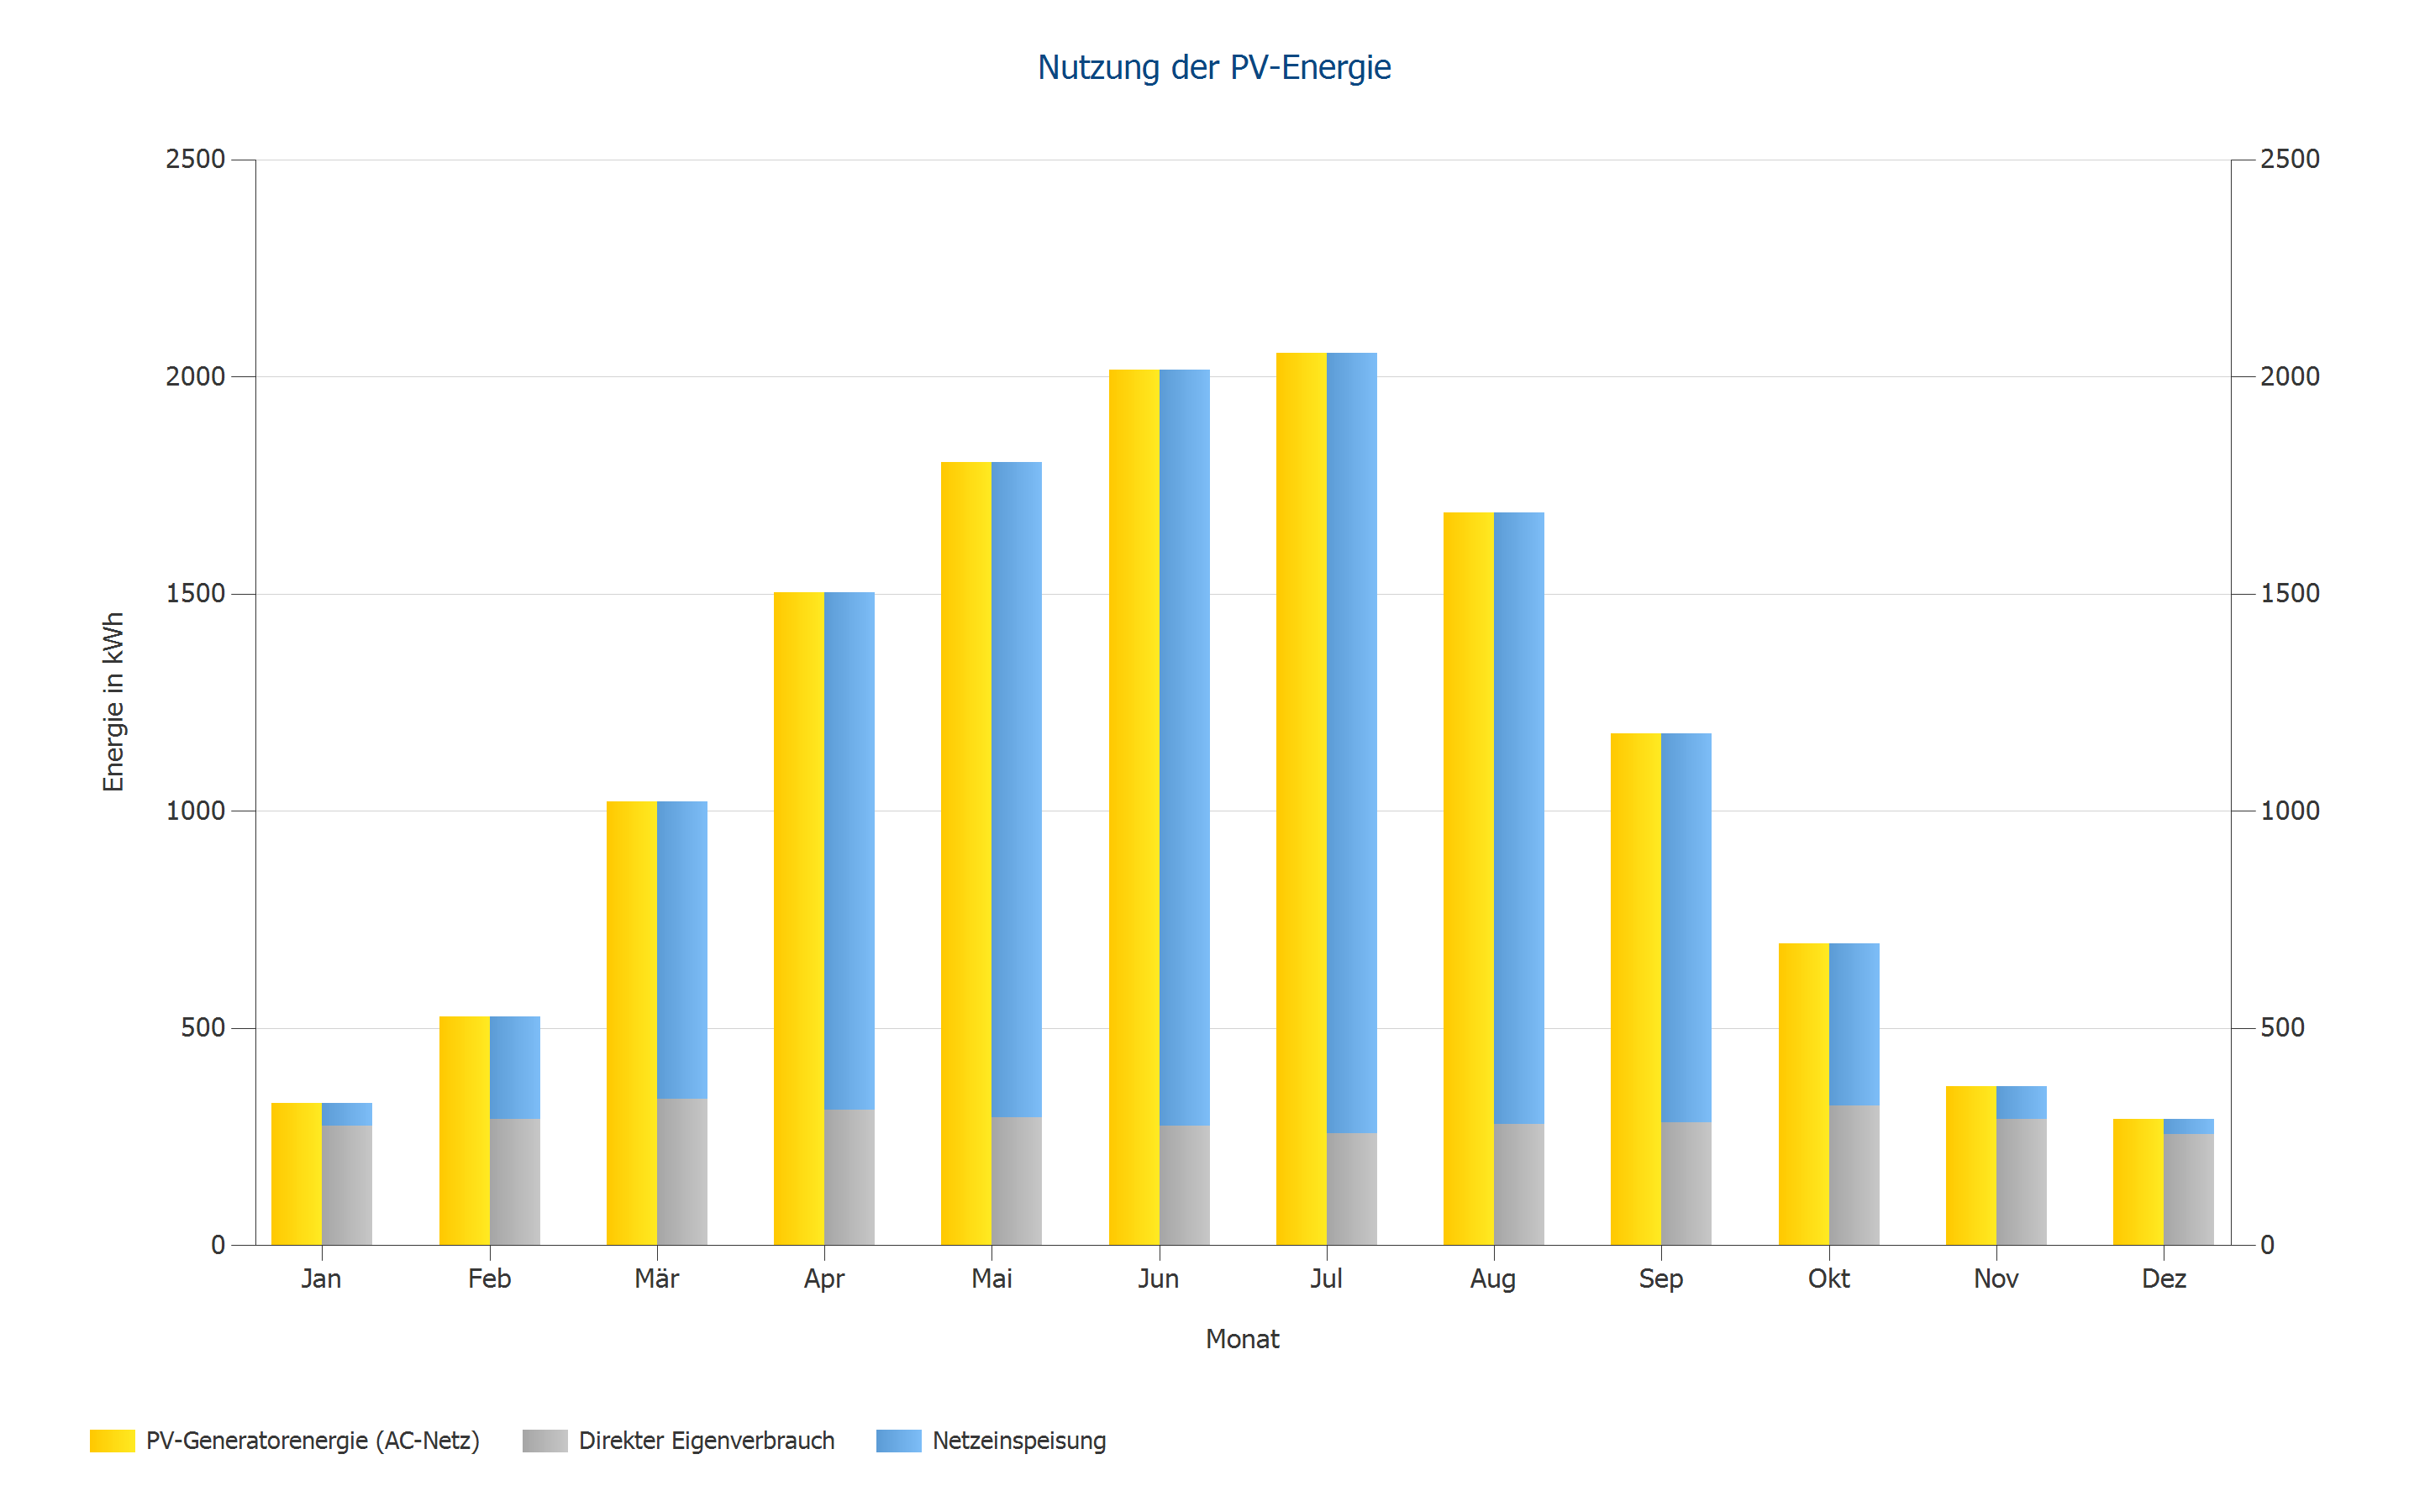 Nutzung der PV-Energie
2500 2500
2000 2000
1500 1500
Energie in kWh
1000 1000
500 500
0 0
Jan Feb Mär Apr Mai Jun Jul Aug Sep Okt Nov Dez
Monat
PV-Generatorenergie (AC-Netz) Direkter Eigenverbrauch Netzeinspeisung